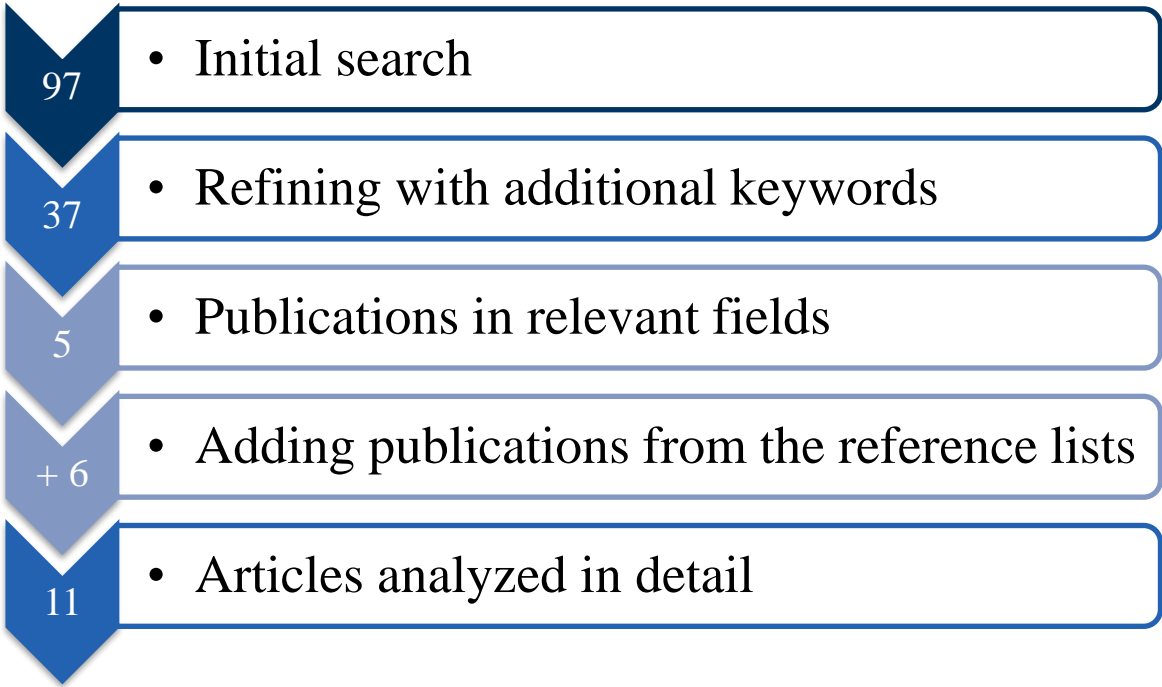 97
• Initial search
37
• Refining with additional keywords
5
• Publications in relevant fields
+ 6
• Adding publications from the reference lists
11
• Articles analyzed in detail